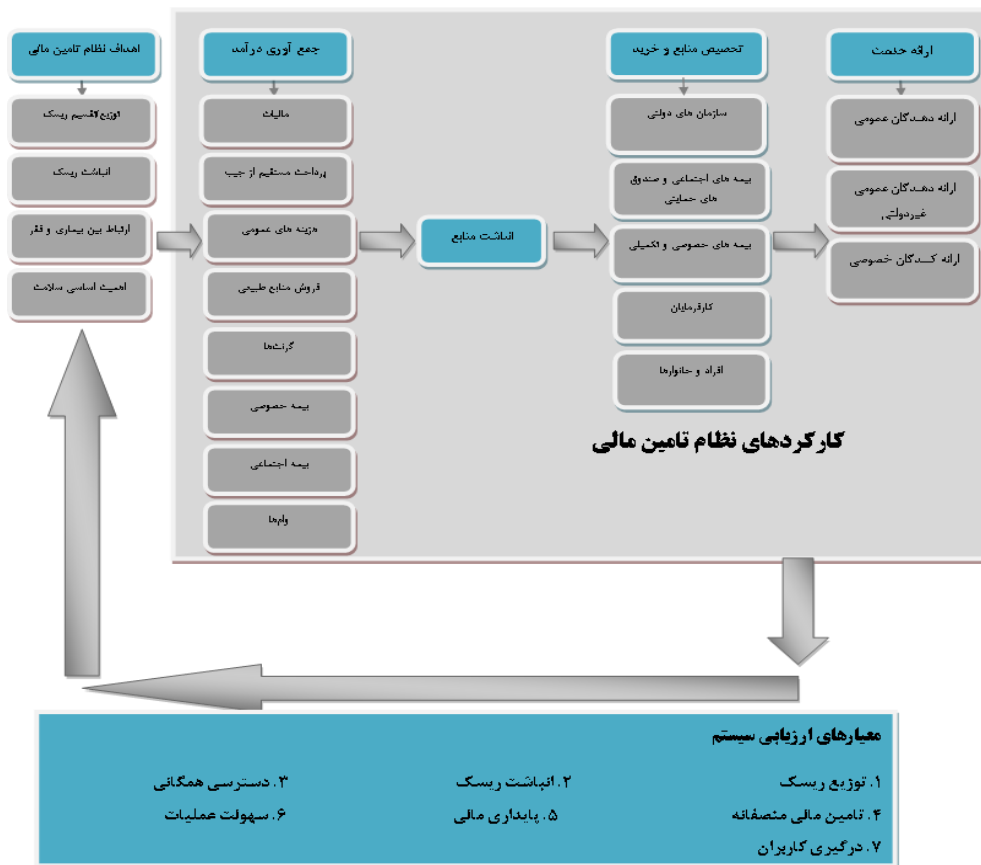 اهداف نظام تامین مالی
توزیع/تقسیم ریسک
انباشت ریسک
ارتباط بین بیماری و فقر
اهمیت اساسی سلامت
جمع آوری درآمد
مالیات
پرداخت مستقیم از جیب
هزینه های عمومی
فروش منابع طبیعی
گرنت‌ها
بیمه خصوصی
بیمه اجتماعی
وام‌ها
انباشت منابع
تخصیص منابع و خرید
سازمان های دولتی
بیمه های اجتماعی و صندوق
های حمایتی
بیمه های خصوصی و تکمیلی
کارفرمایان
افراد و خانوارها
ارائه خدمت
ارائه دهندگان عمومی
ارائه دهندگان عمومی
غیردولتی
ارائه کنندگان خصوصی
کارکردهای نظام تامین مالی
معیارهای ارزیابی سیستم
۱. توزیع ریسک ۲. انباشت ریسک ۳. دسترسی همگانی
۴. تامین مالی منصفانه ۵. پایداری مالی ۶. سهولت عملیات
۷. درگیری کاربران